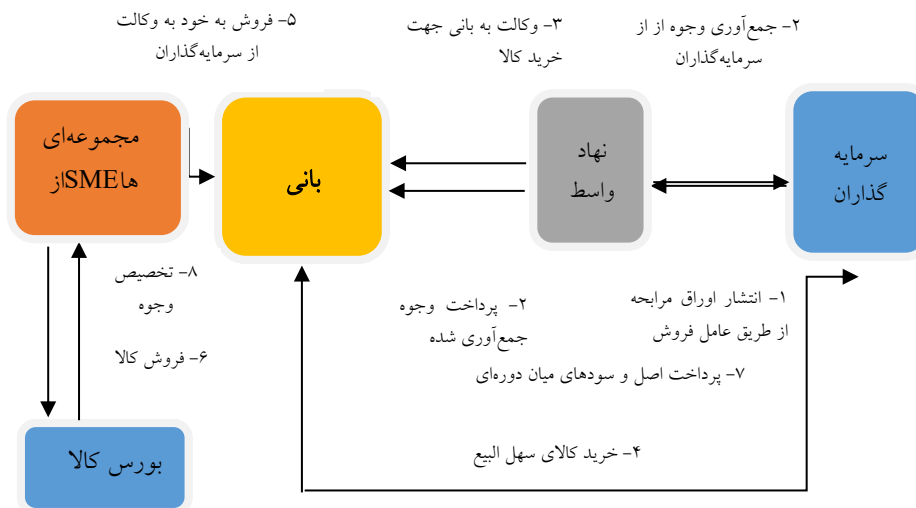 ۲- جمع‌آوری وجوه از از
سرمایه‌گذاران
۳- وکالت به بانی جهت
خرید کالا
۵- فروش به خود به وکالت
از سرمایه‌گذاران
سرمایه
گذاران
نهاد
واسط
بانی
مجموعه‌ای
هاSMEاز
۱- انتشار اوراق مرابحه
از طریق عامل فروش
۲- پرداخت وجوه
جمع‌آوری شده
۸- تخصیص
وجوه
۶- فروش کالا
۷- پرداخت اصل و سودهای میان دوره‌ای
۴- خرید کالای سهل البیع
بورس کالا